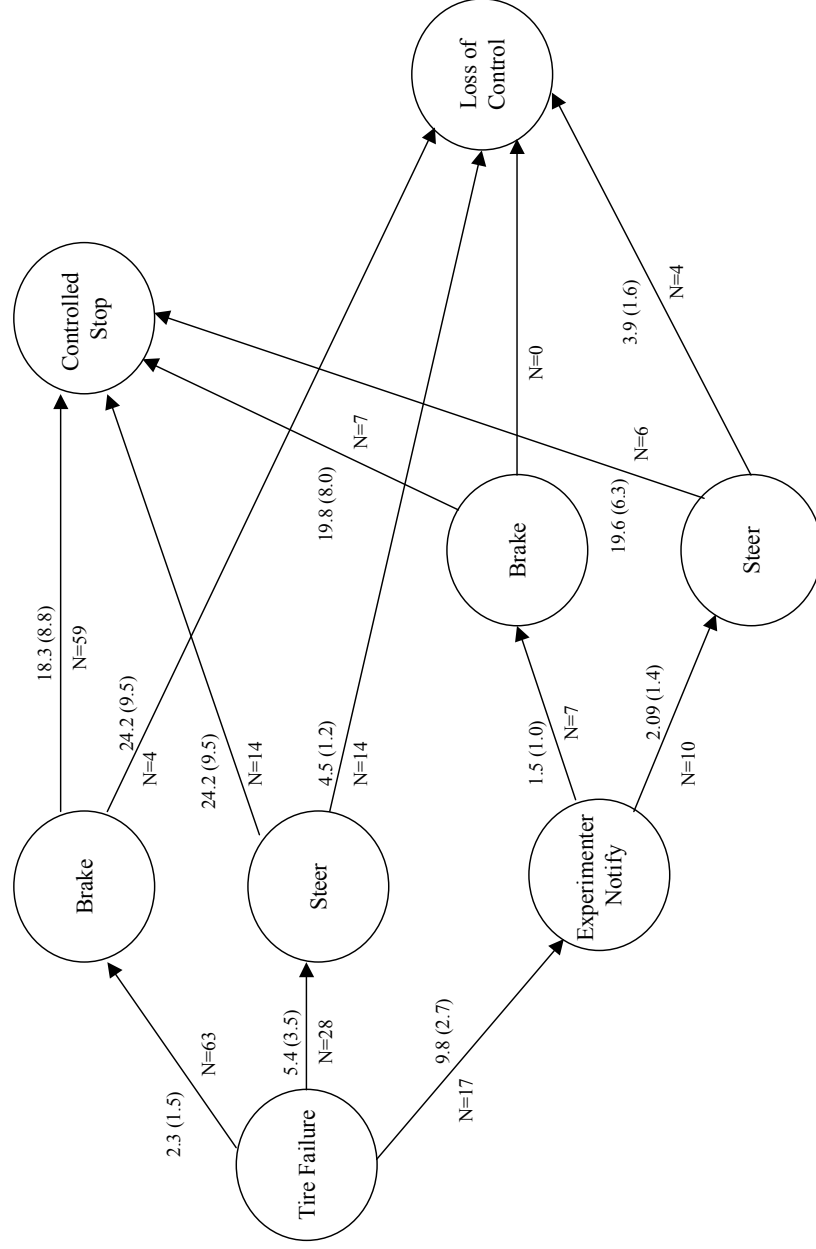 Tire Failure
2.3 (1.5)
N=63
5.4 (3.5)
N=28
9.8 (2.7)
N=17
Brake
Steer
Experimenter
Notify
18.3 (8.8)
N=59
24.2 (9.5)
N=4
24.2 (9.5)
N=14
4.5 (1.2)
N=14
1.5 (1.0)
N=7
2.09 (1.4)
N=10
Brake
Steer
19.8 (8.0)
N=7
N=0
19.6 (6.3)
N=6
3.9 (1.6)
N=4
Controlled
Stop
Loss of
Control